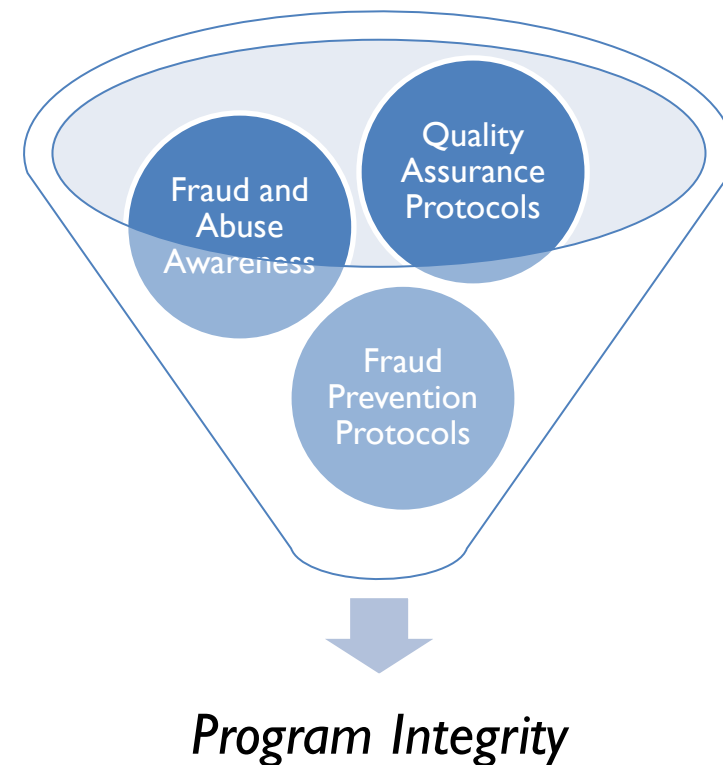 Quality
Assurance
Protocols
Fraud and
Abuse
Awareness
Fraud
Prevention
Protocols
Program Integrity